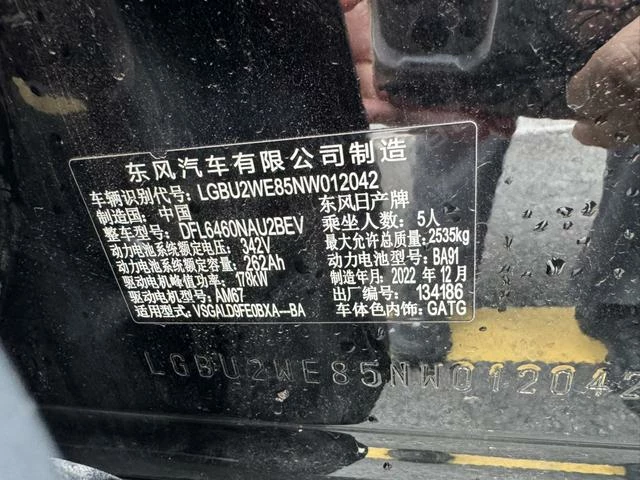 东风汽车有限公司制造
车辆识别代号: LGBU2WE85NW012042
制造国: 中国 东风日产牌
整车型号: DFL6460NAU2BEV 乘坐人数: 5人
动力电池系统额定电压: 342V 最大允许总质量: 2535kg
动力电池系统额定容量: 262Ah 动力电池型号: BA91
驱动电机峰值功率: 178kW 制造年月: 2022 年 12 月
驱动电机型号: AM67 出厂编号: 134186
适用型号: VSGALD9FE0BXA--BA 车体色内饰: GATG
LGBU2WE85NW012042